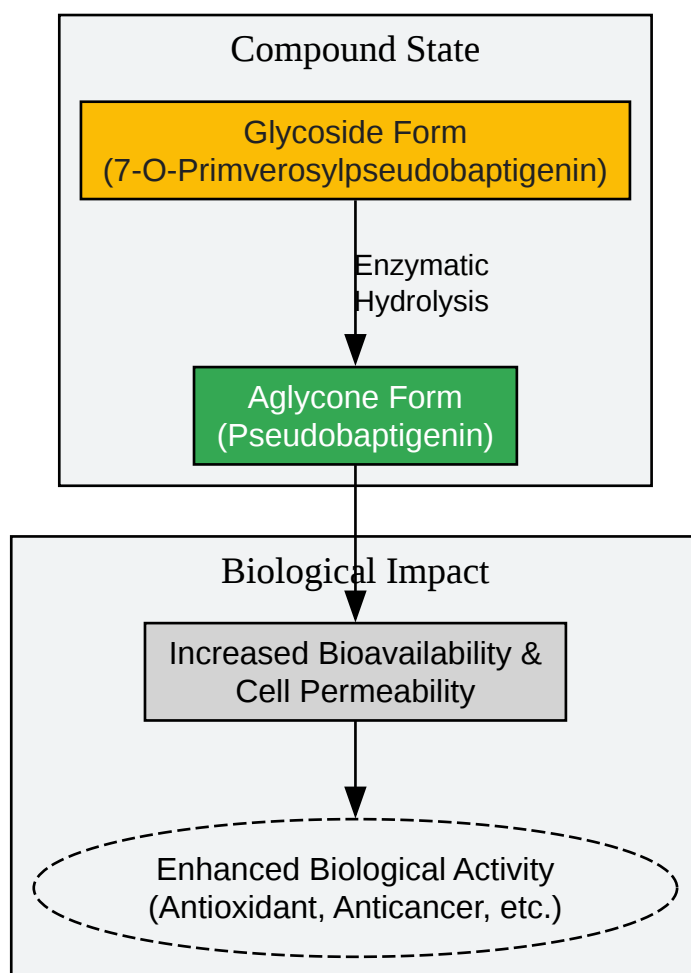 Compound State
Glycoside Form
(7-O-Primverosylpseudobaptigenin)
Enzymatic
Hydrolysis
Aglycone Form
(Pseudobaptigenin)
Biological Impact
Increased Bioavailability &
Cell Permeability
Enhanced Biological Activity
(Antioxidant, Anticancer, etc.)